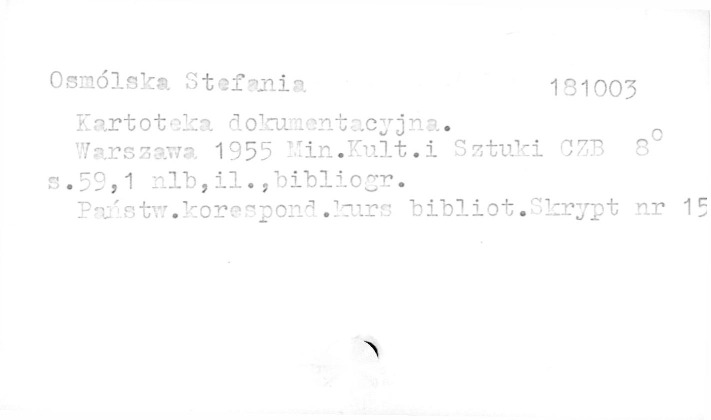 Osmólska Stefania 181003
Kartoteka dokumentacyjna.
Warszawa 1955 Min.Kult.i Sztuki CZB 8°
s.59,1 nlb,il.,bibliogr.
Państw.korespond.kurs bibliot.Skrypt nr 15